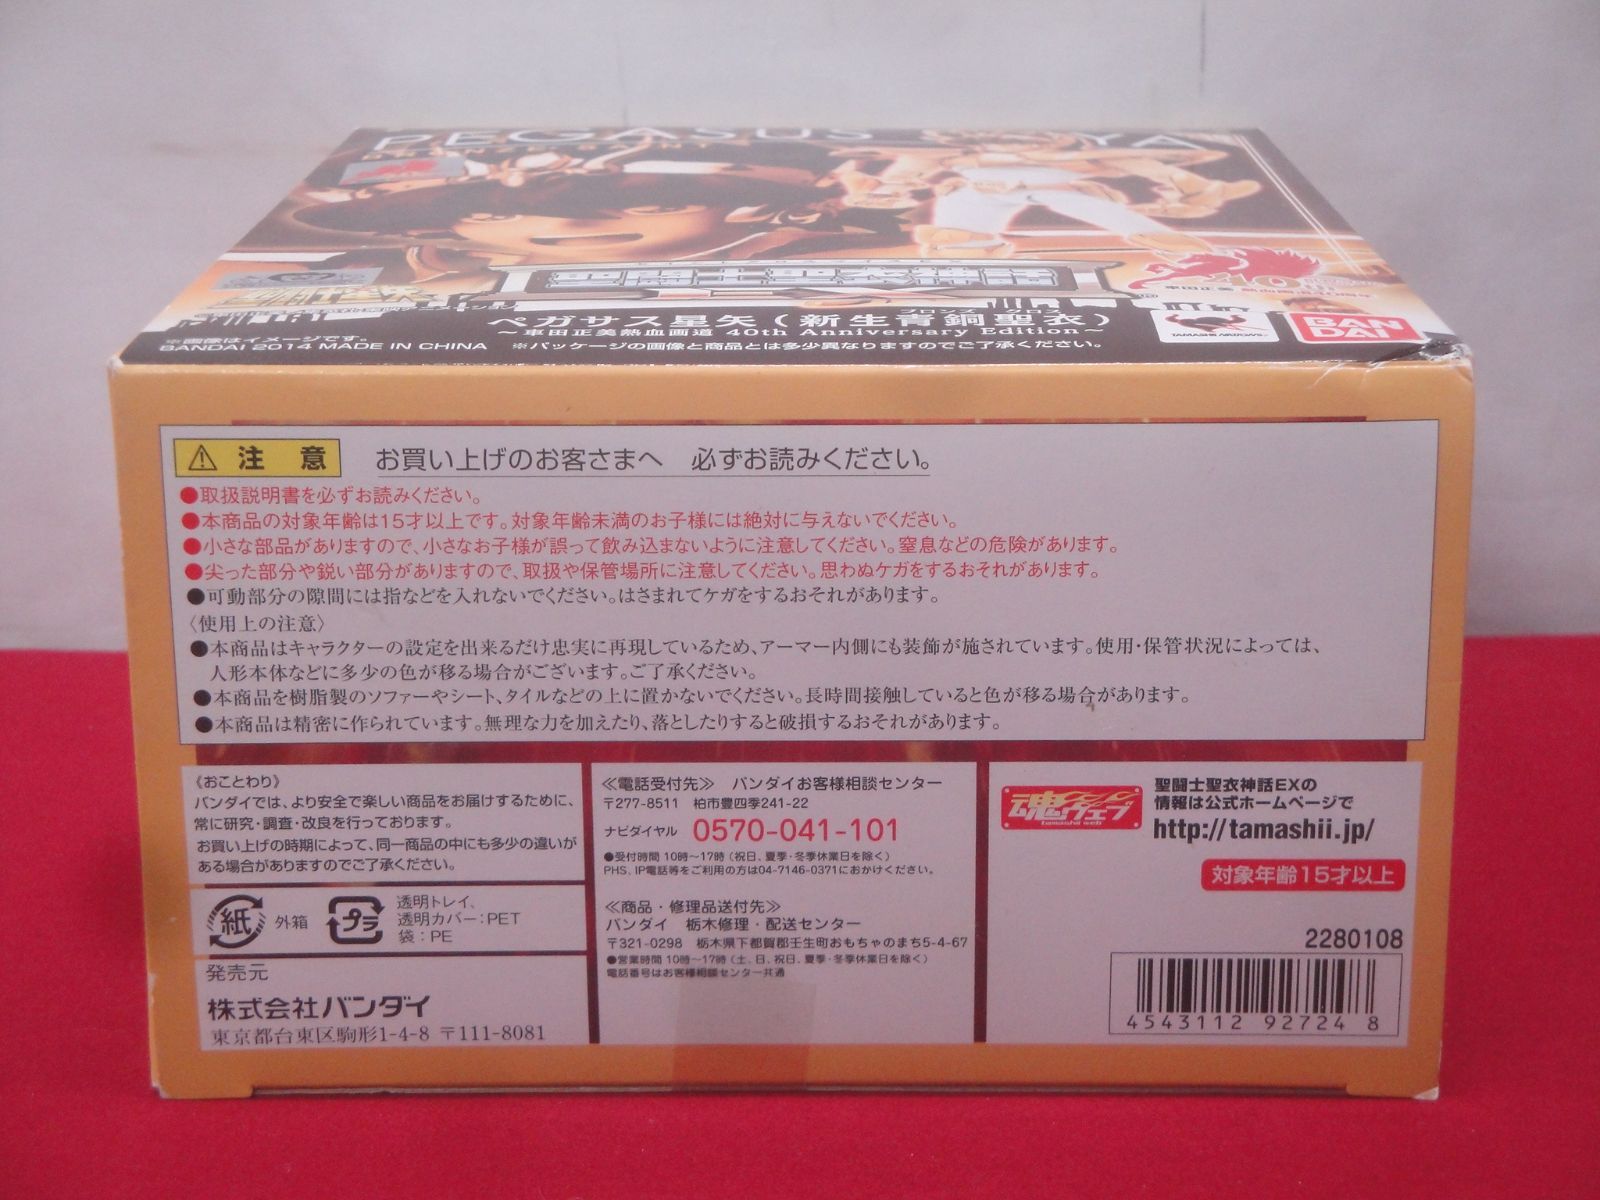 PEGASUS
YA
聖闘士聖衣神話
ブロンズ クロス
ペガサス星矢(新生青銅聖衣)
～車田正美熱血画道 40th Anniversary Edition～
※画像はイメージです。
BANDAI 2014 MADE IN CHINA ※パッケージの画像と商品とは多少異なりますのでご了承ください。
TAMASHII NATIONS
BAN
DAI
注 意 お買い上げのお客さまへ 必ずお読みください。
●取扱説明書を必ずお読みください。
●本商品の対象年齢は15才以上です。対象年齢未満のお子様には絶対に与えないでください。
●小さな部品がありますので、小さなお子様が誤って飲み込まないように注意してください。窒息などの危険があります。
●尖った部分や鋭い部分がありますので、取扱や保管場所に注意してください。思わぬケガをするおそれがあります。
●可動部分の隙間には指などを入れないでください。はさまれてケガをするおそれがあります。
〈使用上の注意〉
●本商品はキャラクターの設定を出来るだけ忠実に再現しているため、アーマー内側にも装飾が施されています。使用・保管状況によっては、
人形本体などに多少の色が移る場合がございます。ご了承ください。
●本商品を樹脂製のソファーやシート、タイルなどの上に置かないでください。長時間接触していると色が移る場合があります。
●本商品は精密に作られています。無理な力を加えたり、落としたりすると破損するおそれがあります。
《おことわり》
バンダイでは、より安全で楽しい商品をお届けするために、
常に研究・調査・改良を行っております。
お買い上げの時期によって、同一商品の中にも多少の違いが
ある場合がありますのでご了承ください。
紙 外箱
プラ
透明トレイ、
透明カバー：PET
袋：PE
発売元
株式会社バンダイ
東京都台東区駒形1-4-8 〒111-8081
≪電話受付先≫ バンダイお客様相談センター
〒277-8511 柏市豊四季241-22
ナビダイヤル 0570-041-101
●受付時間 10時～17時（祝日、夏季・冬季休業日を除く）
PHS、IP電話等をご利用の方は04-7146-0371におかけください。
≪商品・修理品送付先≫
バンダイ 栃木修理・配送センター
〒321-0298 栃木県下都賀郡壬生町おもちゃのまち5-4-67
●営業時間 10時～17時（土、日、祝日、夏季・冬季休業日を除く）
電話番号はお客様相談センター共通
魂ウェブ
tamashii web
聖闘士聖衣神話EXの
情報は公式ホームページで
http://tamashii.jp/
対象年齢15才以上
2280108
4543112 92724 8